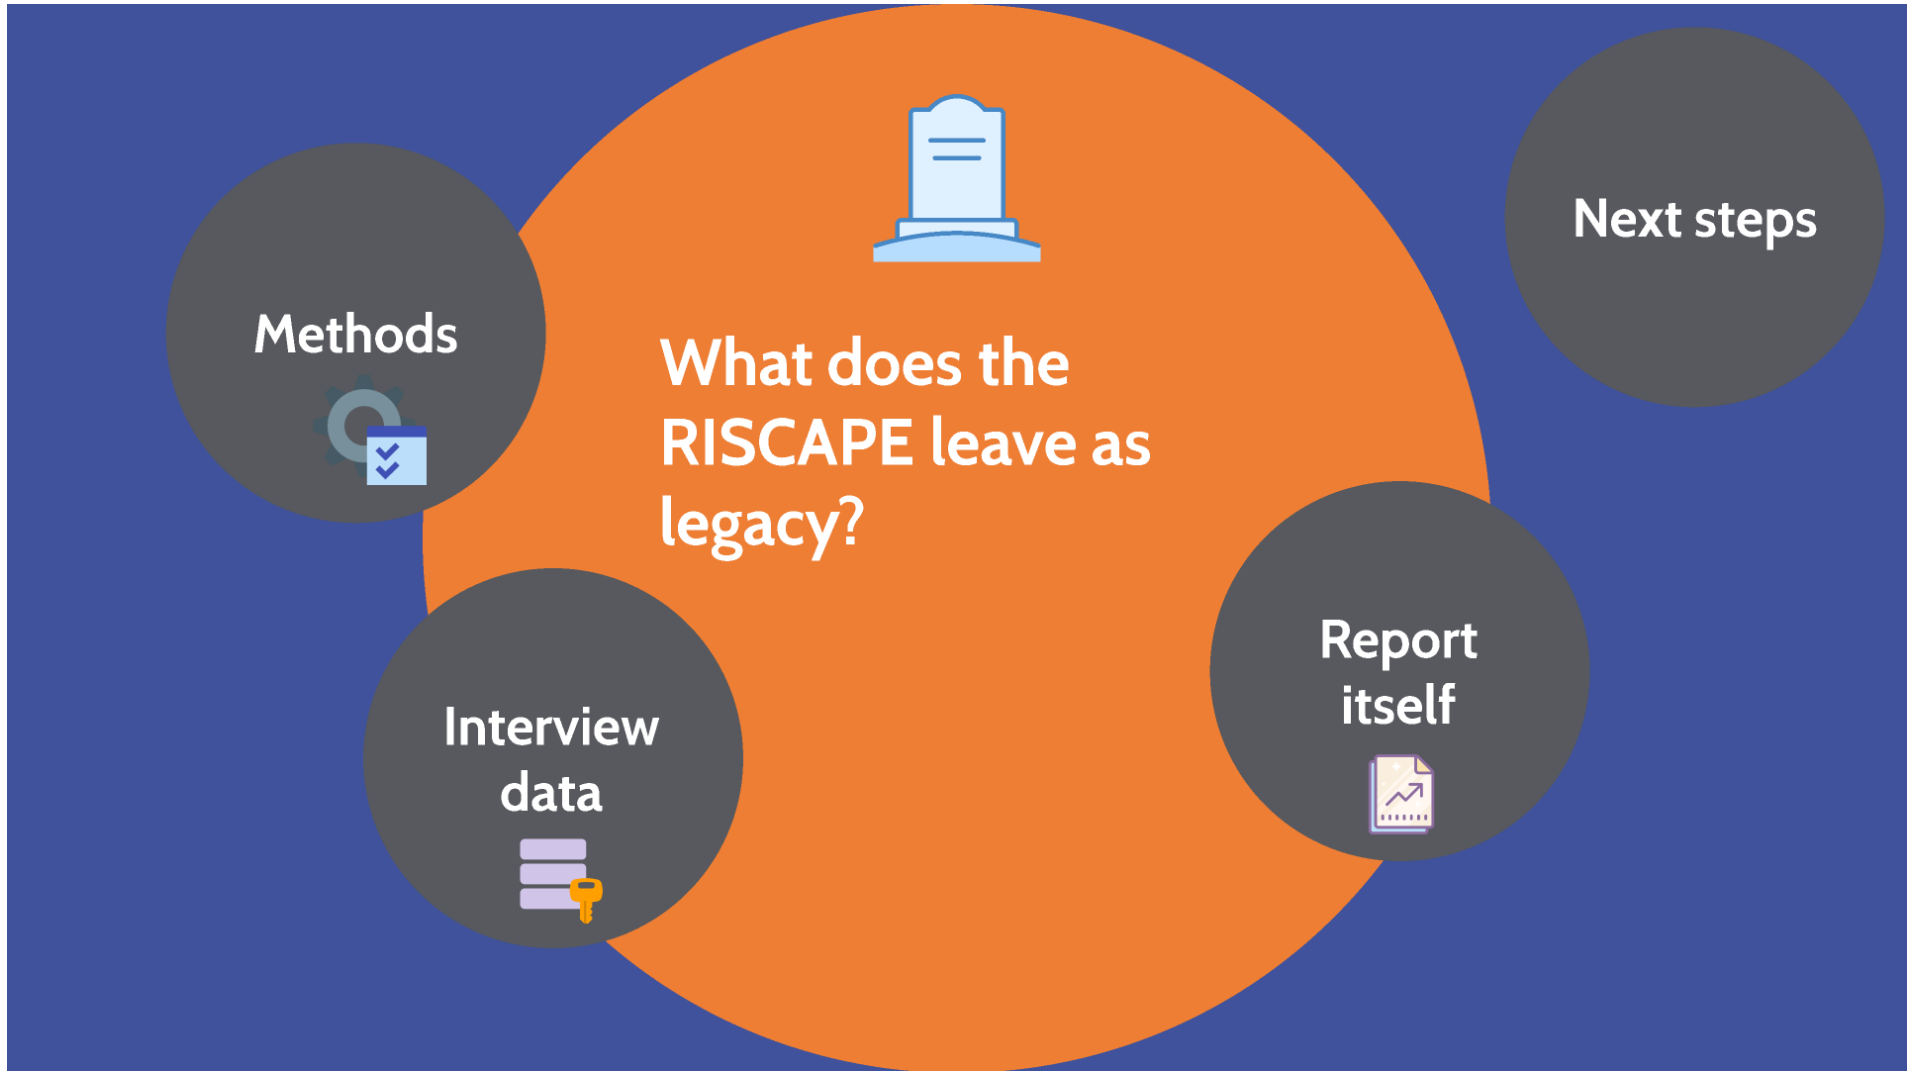 What does the
RISCAPE leave as
legacy?
Methods
Interview
data
Report
itself
Next steps